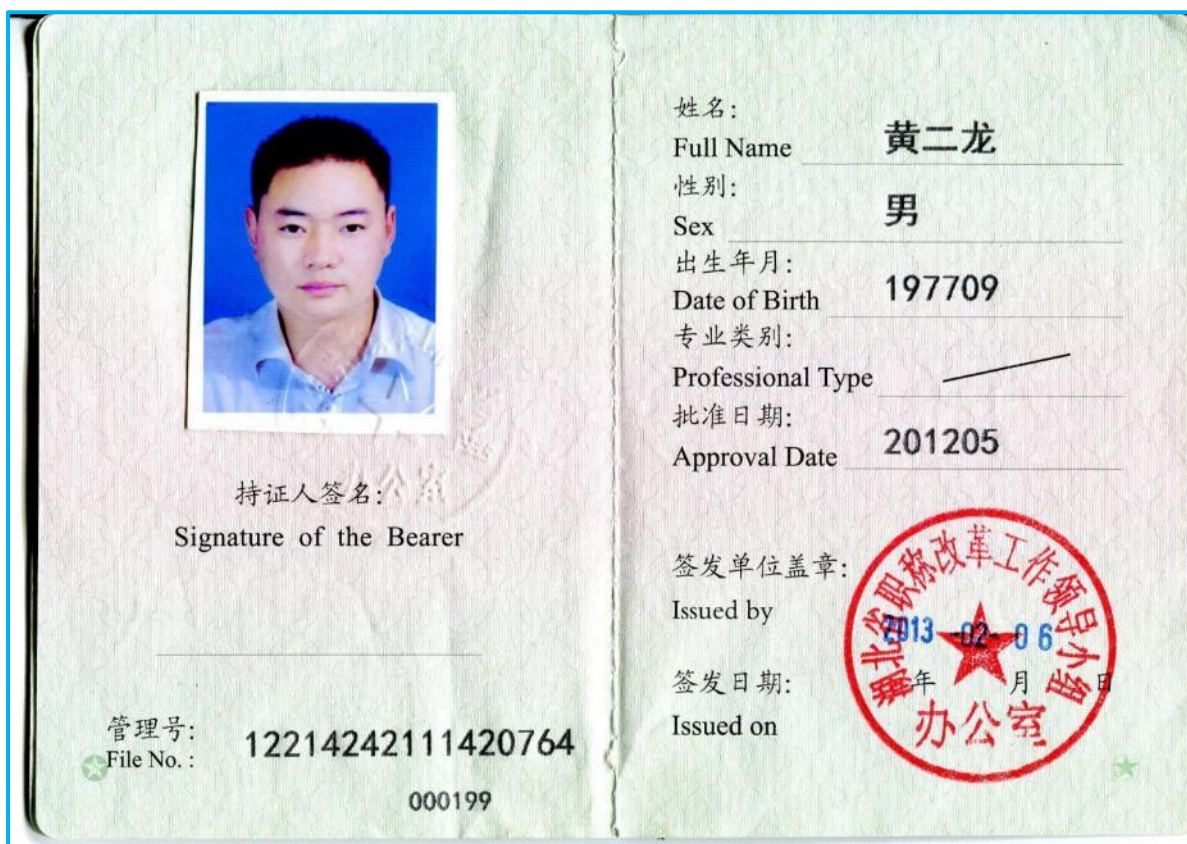 持证人签名:
Signature of the Bearer
管理号:
File No. :
12214242111420764
000199
姓名:
Full Name
黄二龙
性别:
Sex
男
出生年月:
Date of Birth
197709
专业类别:
Professional Type
批准日期:
Approval Date
201205
签发单位盖章:
Issued by
湖北省职称改革工作领导小组
办公室
2013 -02- 06
签发日期:
年 月 日
Issued on